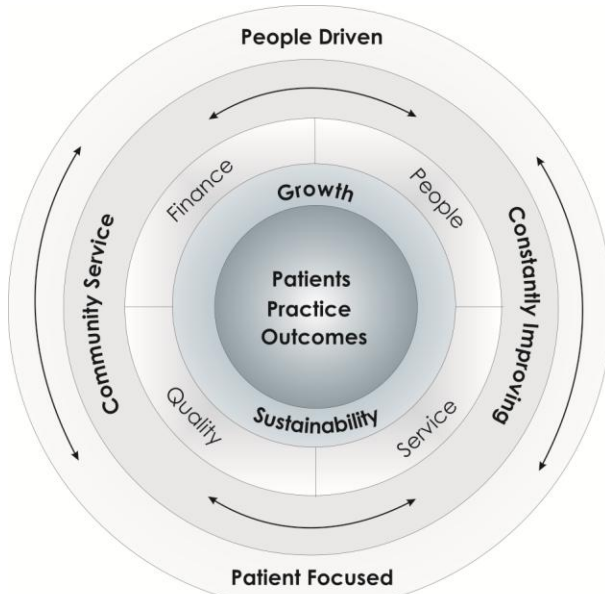 People Driven
Finance
People
Growth
Community Service
Constantly Improving
Patients
Practice
Outcomes
Quality
Sustainability
Service
Patient Focused